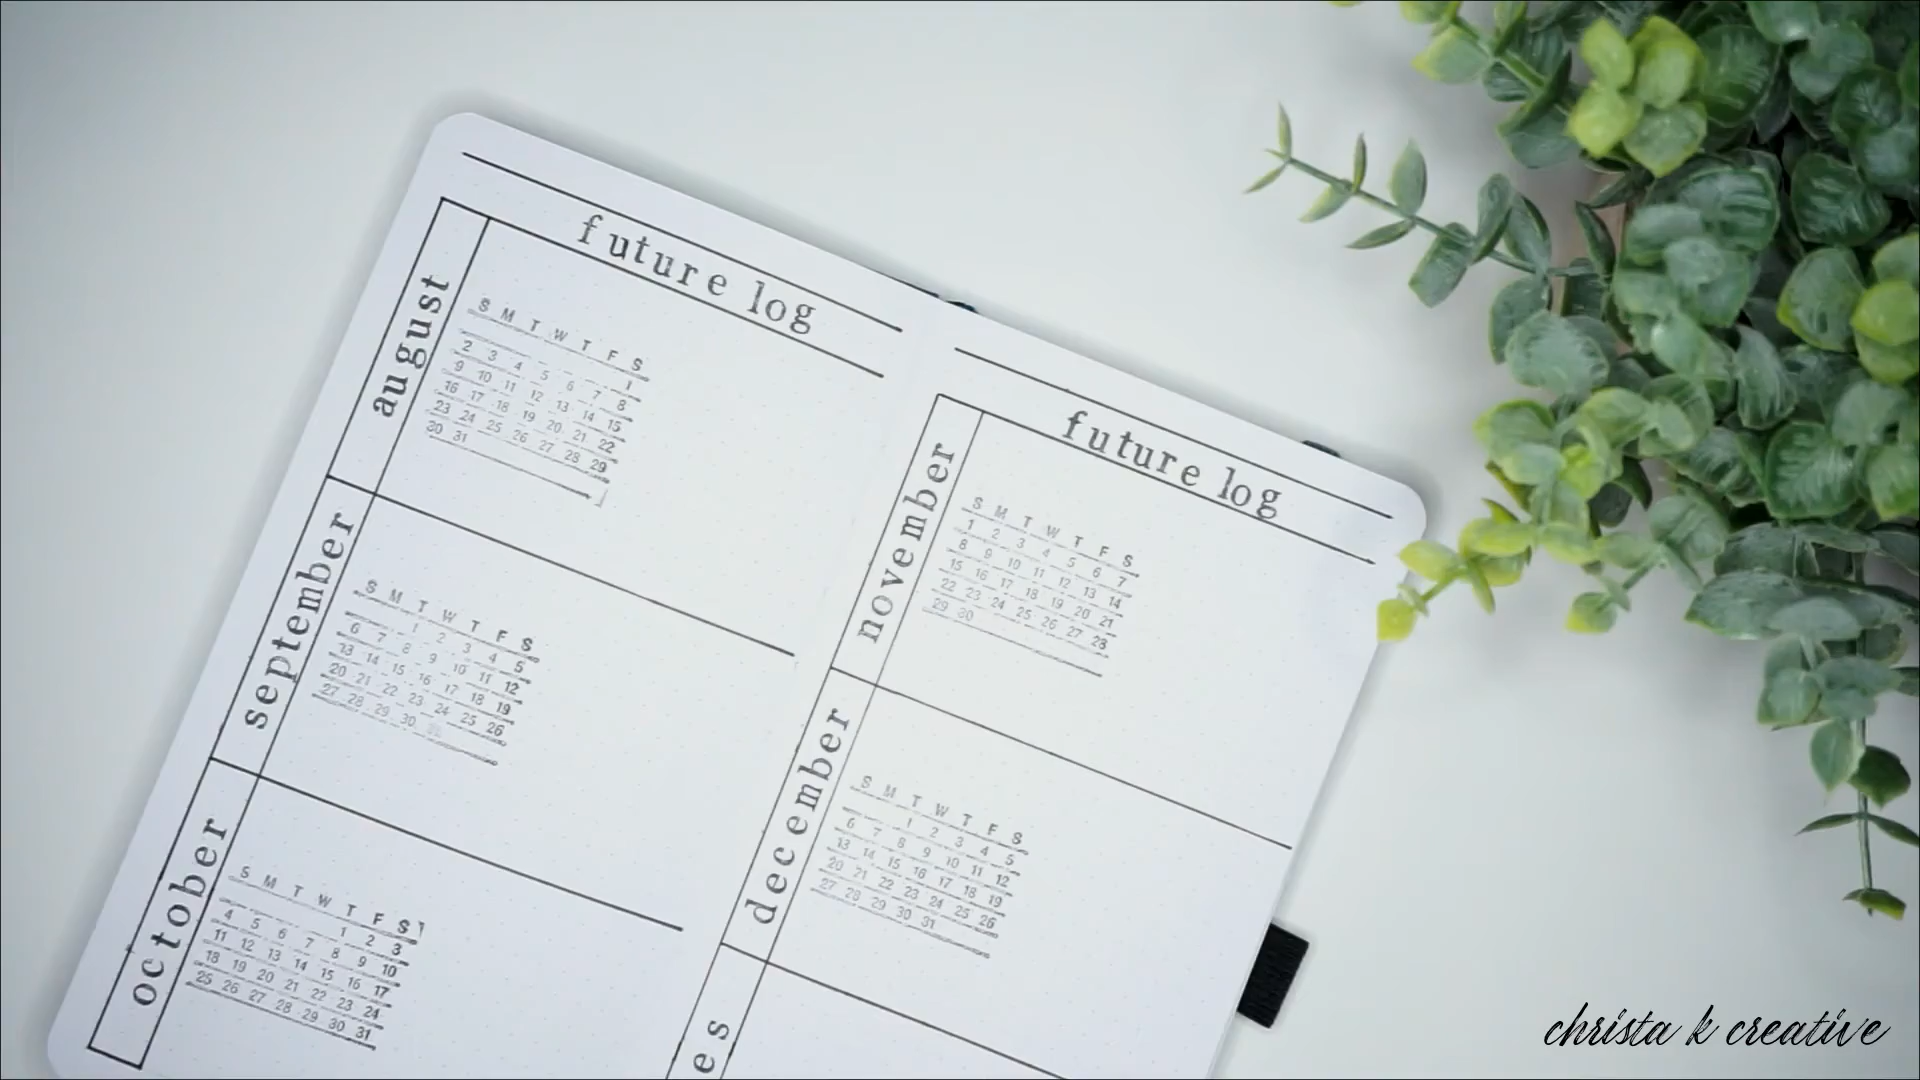 future log
august
S M T W T F S
1
2 3 4 5 6 7 8
9 10 11 12 13 14 15
16 17 18 19 20 21 22
23 24 25 26 27 28 29
30 31
september
S M T W T F S
1 2 3 4 5
6 7 8 9 10 11 12
13 14 15 16 17 18 19
20 21 22 23 24 25 26
27 28 29 30
october
S M T W T F S
1 2 3
4 5 6 7 8 9 10
11 12 13 14 15 16 17
18 19 20 21 22 23 24
25 26 27 28 29 30 31
future log
november
S M T W T F S
1 2 3 4 5 6 7
8 9 10 11 12 13 14
15 16 17 18 19 20 21
22 23 24 25 26 27 28
29 30
december
S M T W T F S
1 2 3 4 5
6 7 8 9 10 11 12
13 14 15 16 17 18 19
20 21 22 23 24 25 26
27 28 29 30 31
es
christa k creative